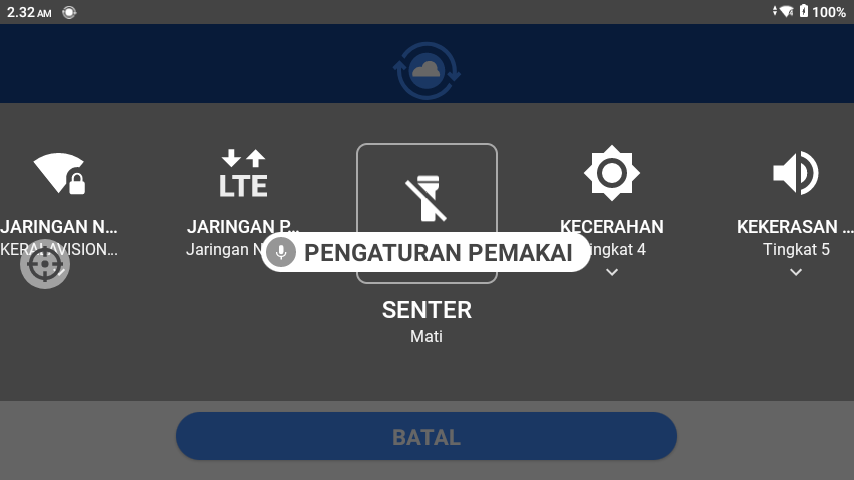 2.32 AM
100%
LTE
JARINGAN N...
JARINGAN P...
KECERAHAN
KEKERASAN ...
KERALAVISION...
Jaringan N
ingkat 4
Tingkat 5
PENGATURAN PEMAKAI
SENTER
Mati
BATAL